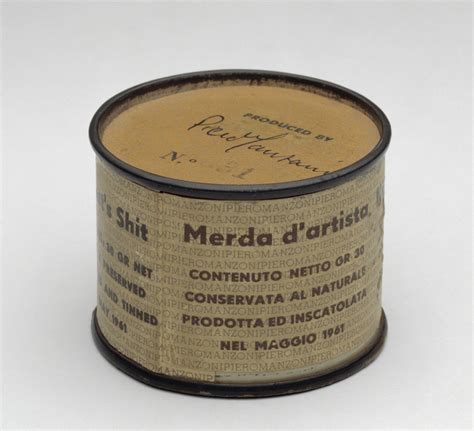 PRODUCED BY
Piero Manzoni
N.º
's Shit
30 GR NET
AND TINNED
1961
Merda d'artista.
CONTENUTO NETTO GR 30
CONSERVATA AL NATURALE
PRODOTTA ED INSCATOLATA
NEL MAGGIO 1961